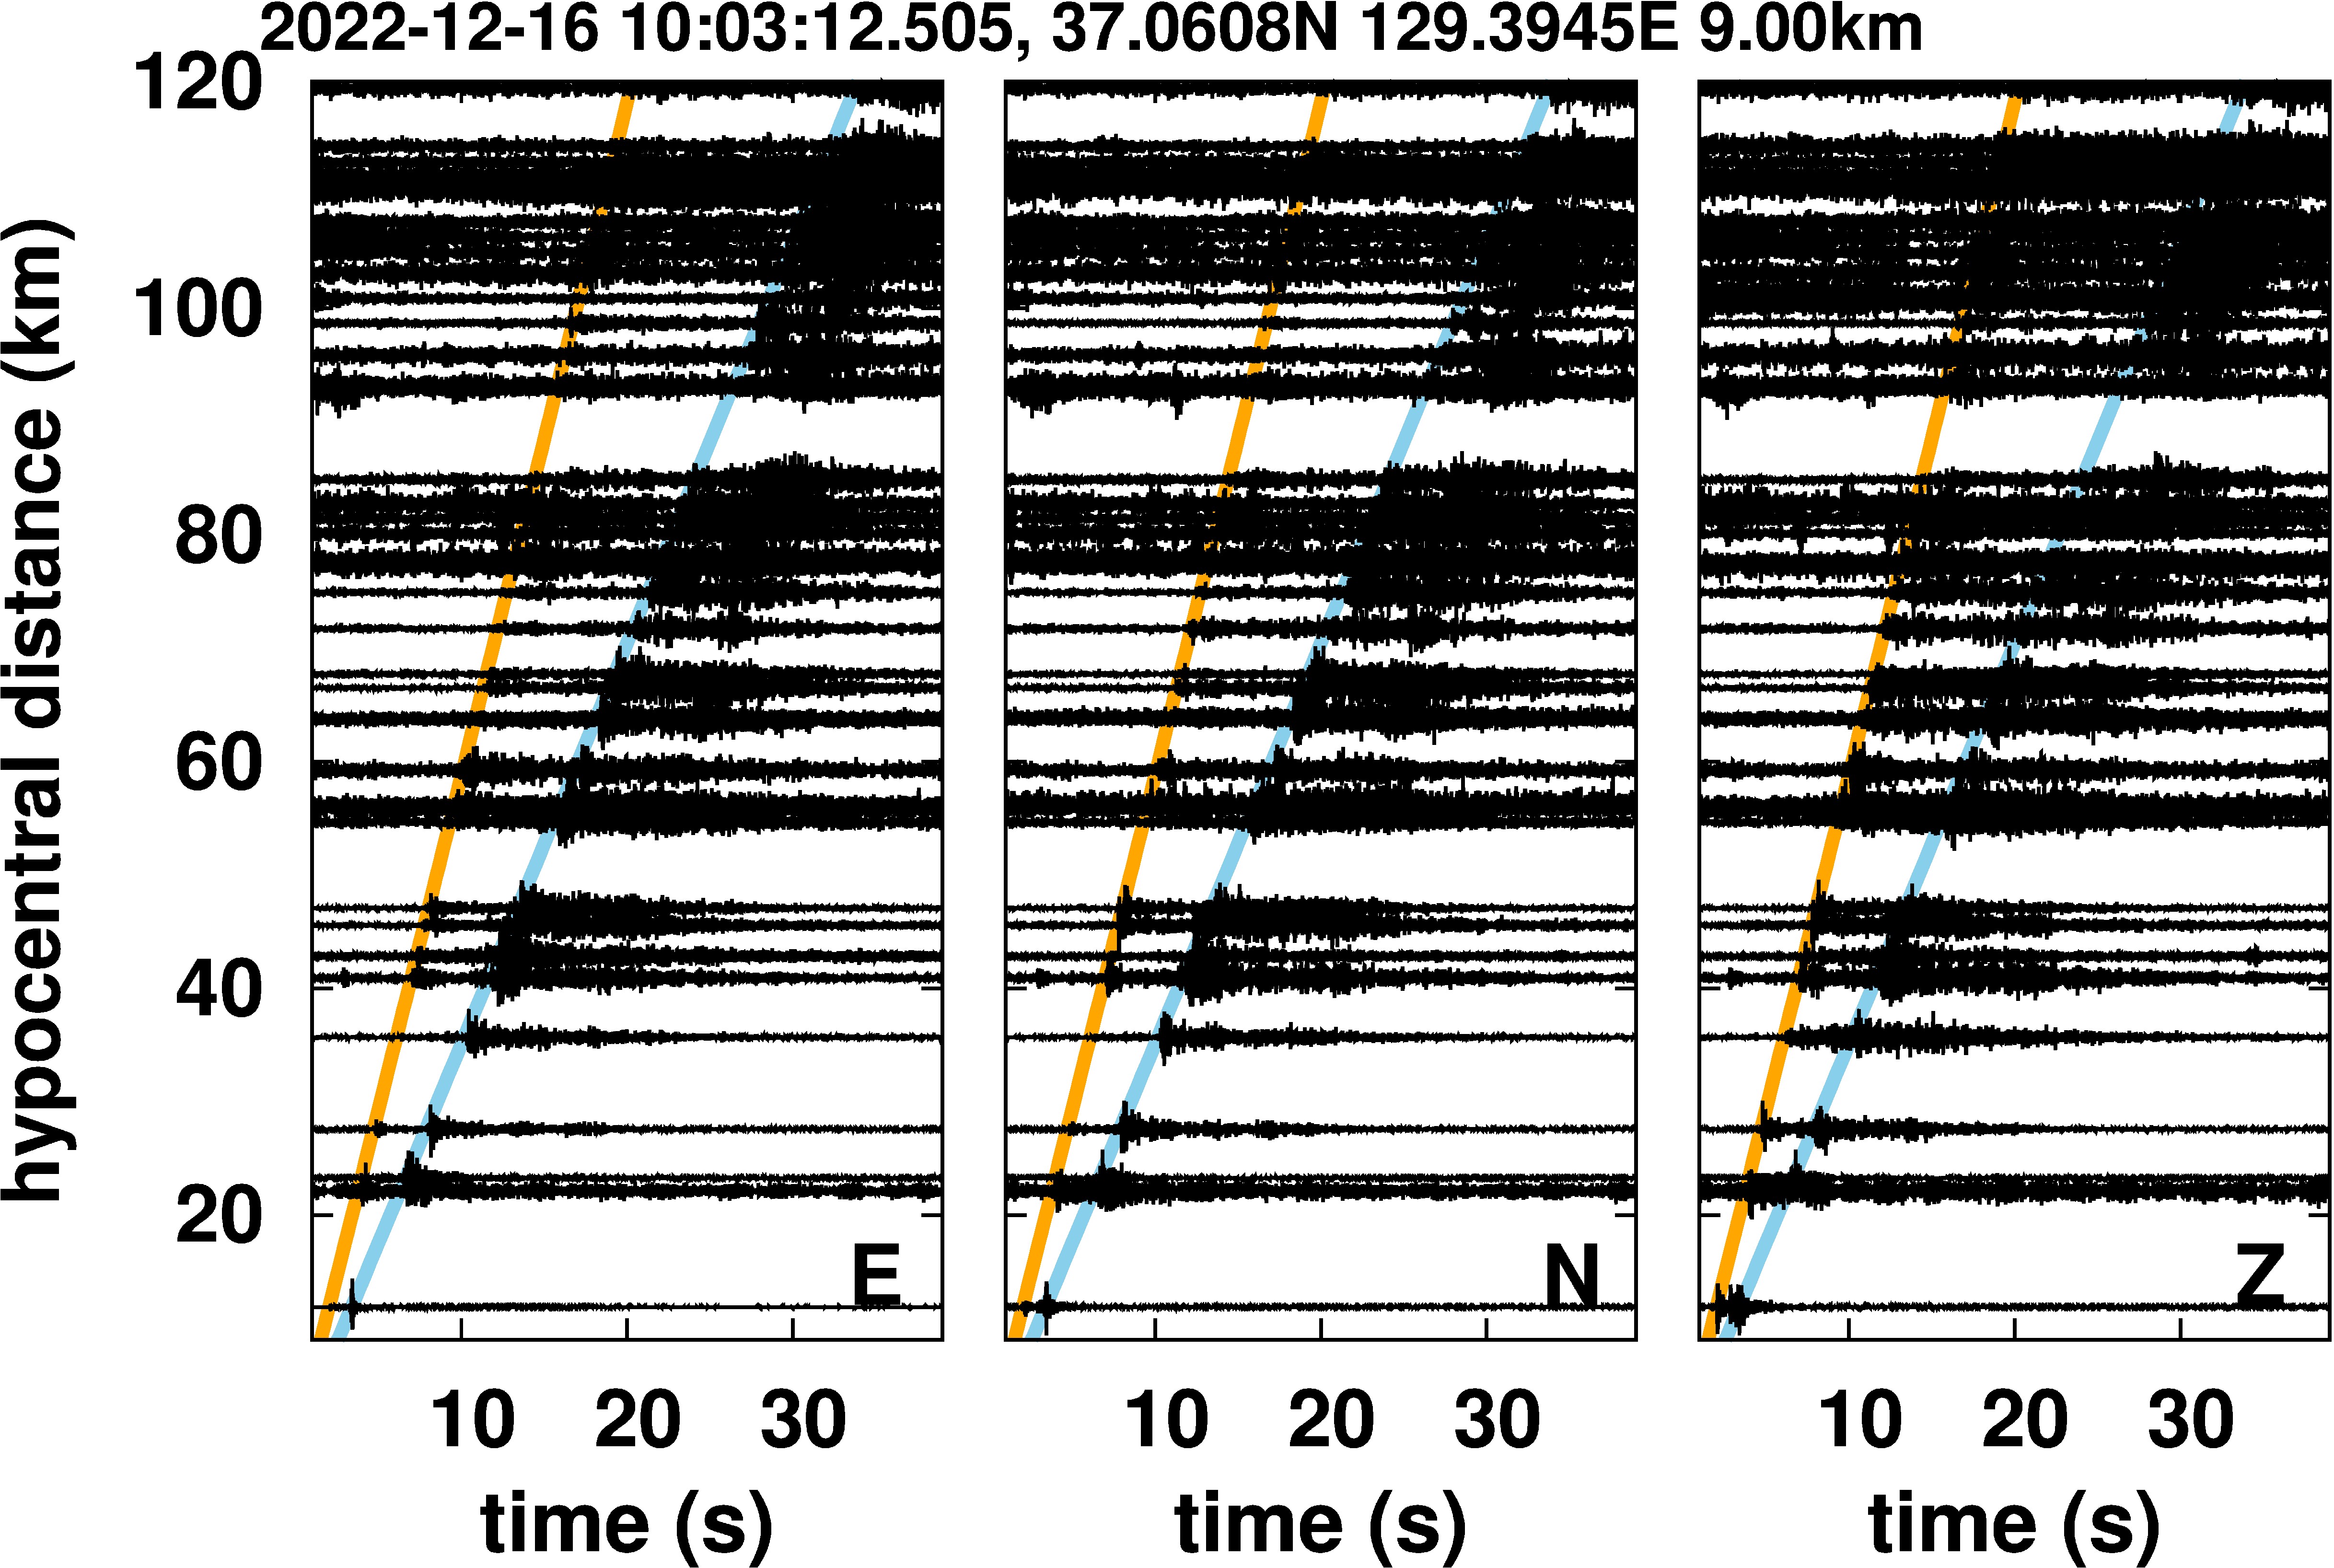 2022-12-16 10:03:12.505, 37.0608N 129.3945E 9.00km
hypocentral distance (km)
120
100
80
60
40
20
E
N
Z
10 20 30
10 20 30
10 20 30
time (s)
time (s)
time (s)